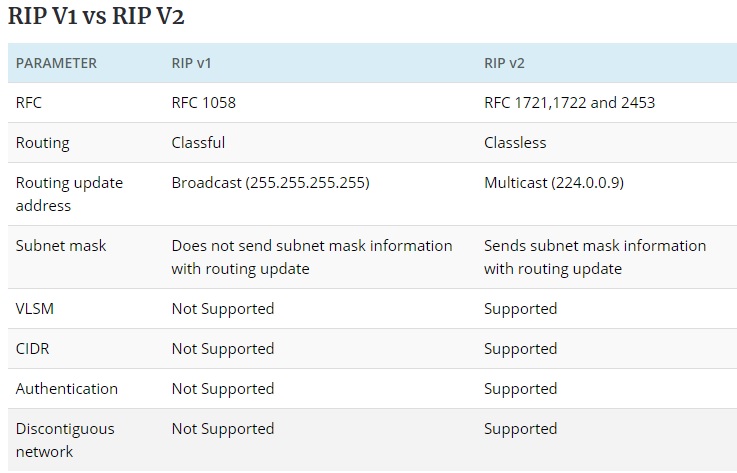 RIP V1 vs RIP V2
PARAMETER RIP v1 RIP v2
RFC RFC 1058 RFC 1721,1722 and 2453
Routing Classful Classless
Routing update Broadcast (255.255.255.255) Multicast (224.0.0.9)
address
Subnet mask Does not send subnet mask information Sends subnet mask information
with routing update with routing update
VLSM Not Supported Supported
CIDR Not Supported Supported
Authentication Not Supported Supported
Discontiguous Not Supported Supported
network